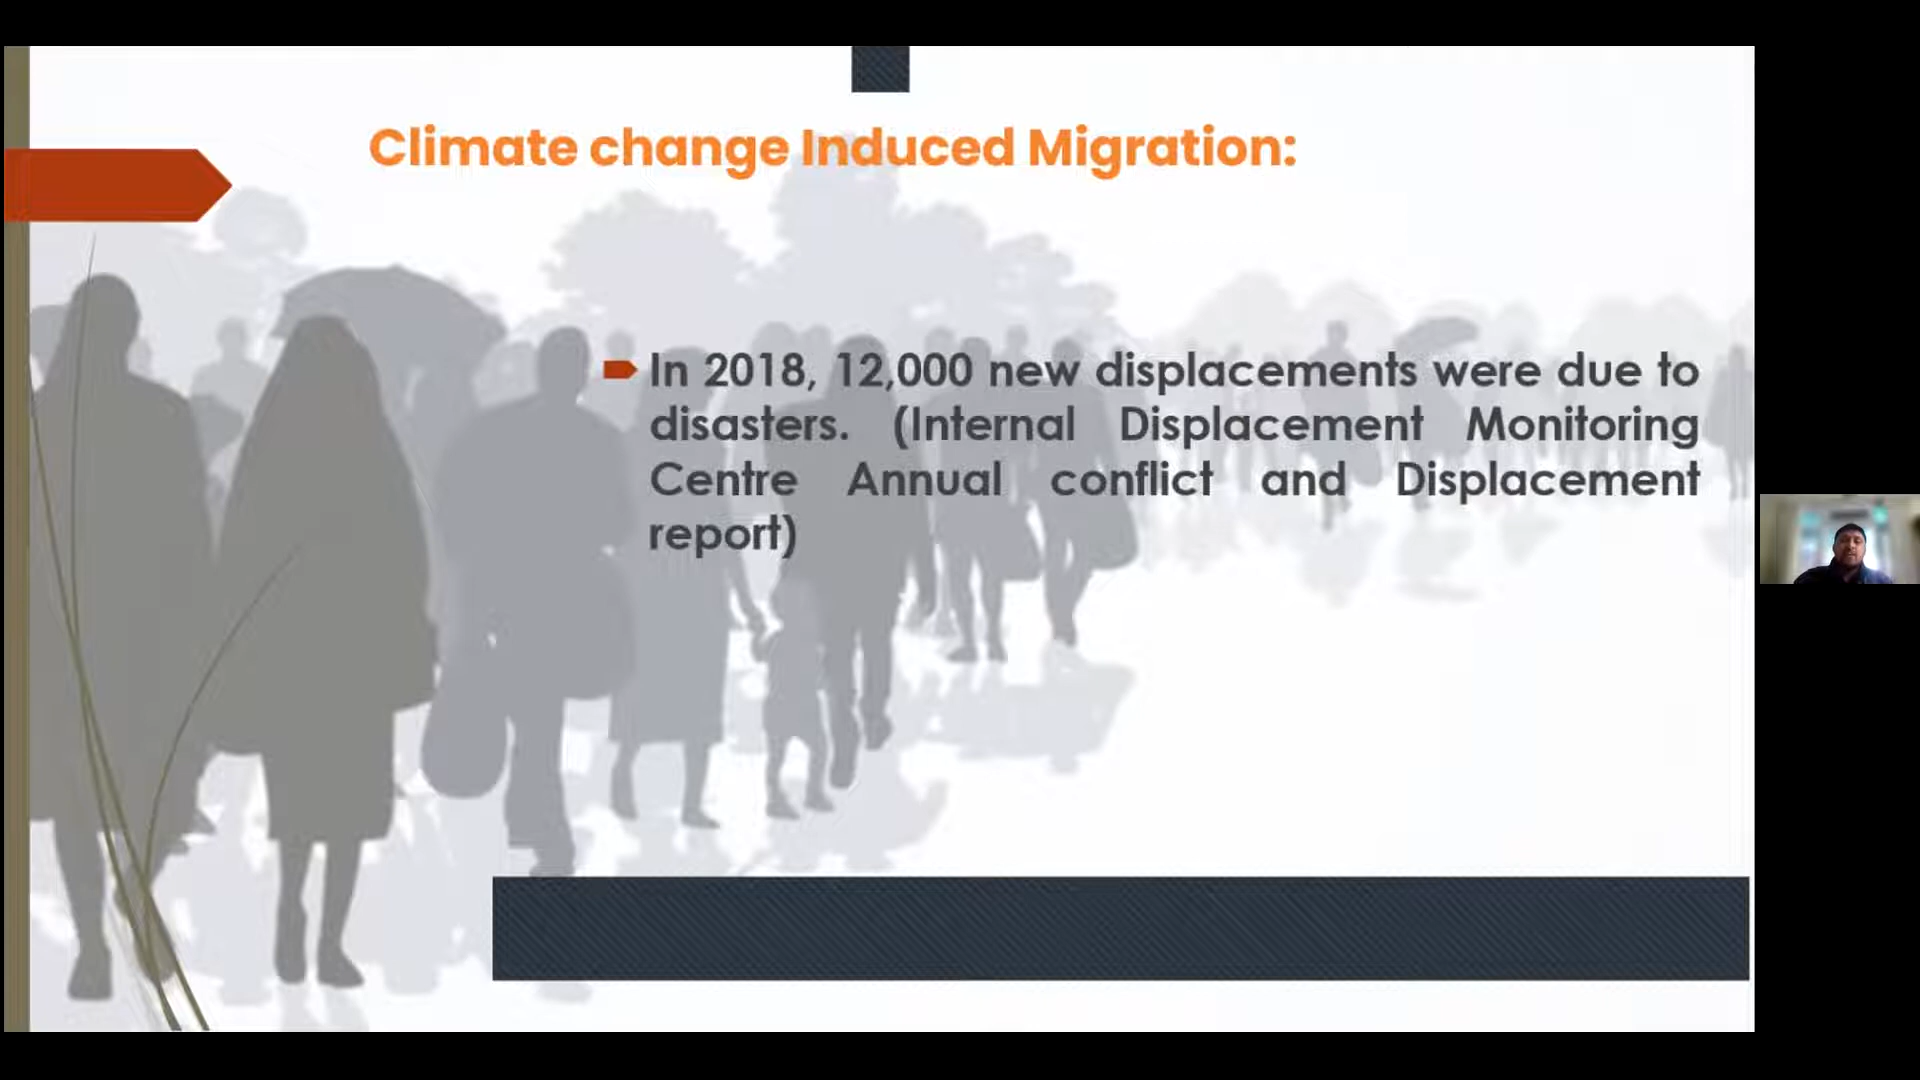 Climate change Induced Migration:
In 2018, 12,000 new displacements were due to
disasters. (Internal Displacement Monitoring
Centre Annual conflict and Displacement
report)